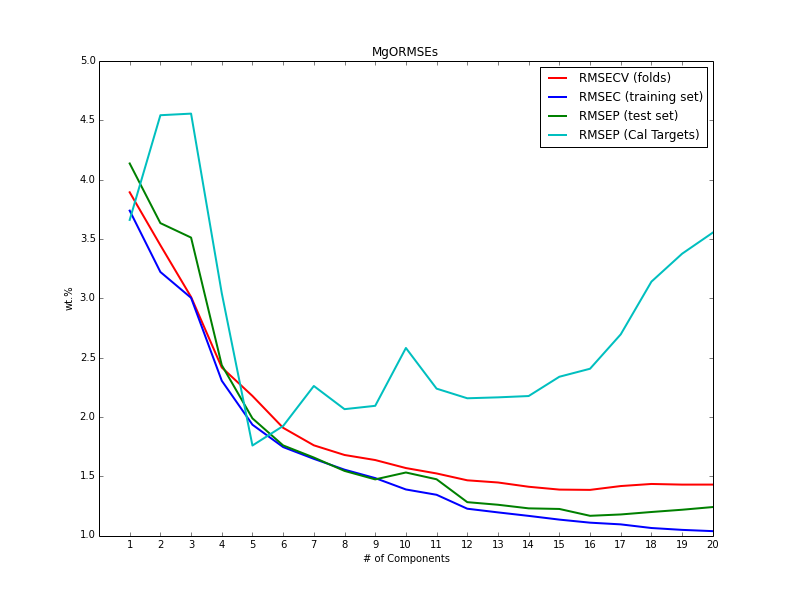 MgORMSEs
RMSECV (folds)
RMSEC (training set)
RMSEP (test set)
RMSEP (Cal Targets)
5.0
4.5
4.0
3.5
3.0
2.5
2.0
1.5
1.0
wt.%
1 2 3 4 5 6 7 8 9 10 11 12 13 14 15 16 17 18 19 20
# of Components